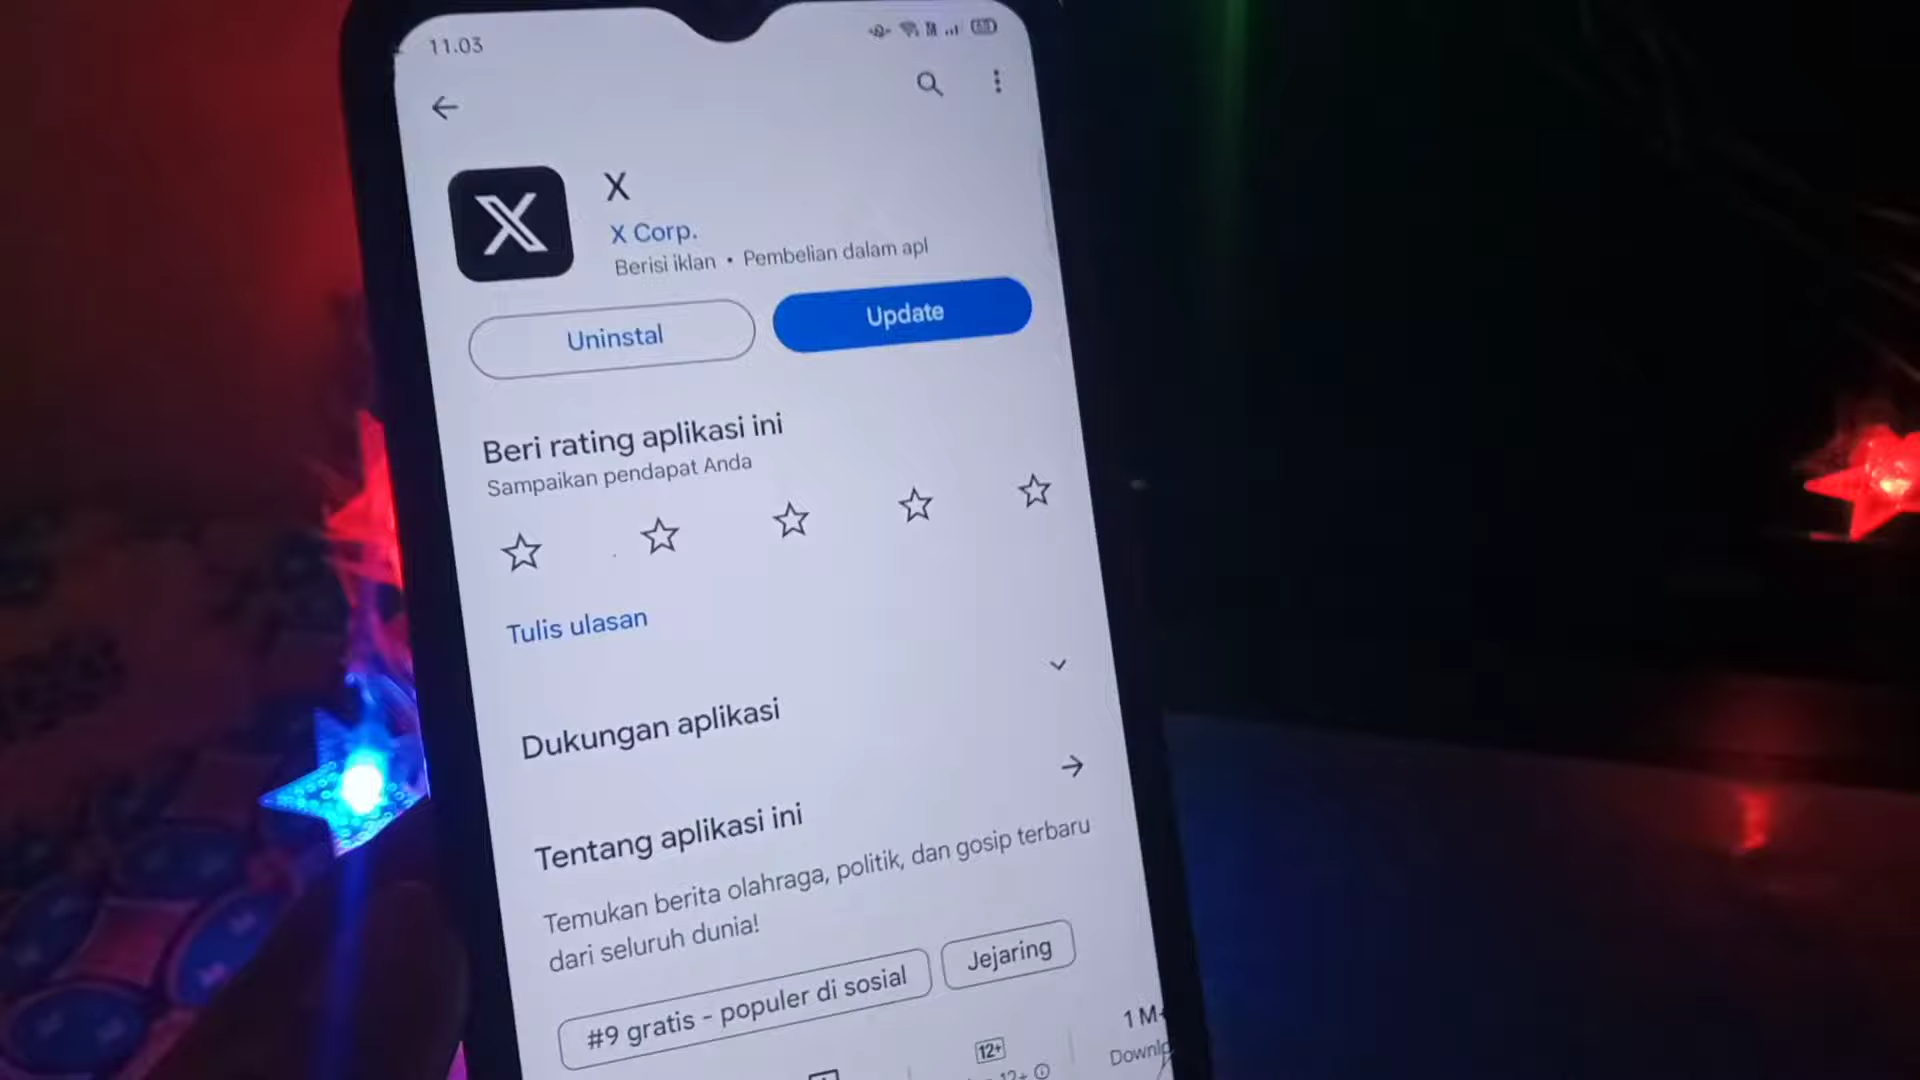 11.03
X
X Corp.
Berisi iklan • Pembelian dalam apl
Uninstal
Update
Beri rating aplikasi ini
Sampaikan pendapat Anda
Tulis ulasan
Dukungan aplikasi
Tentang aplikasi ini
Temukan berita olahraga, politik, dan gosip terbaru
dari seluruh dunia!
#9 gratis - populer di sosial
Jejaring
12+
1 M+
12+